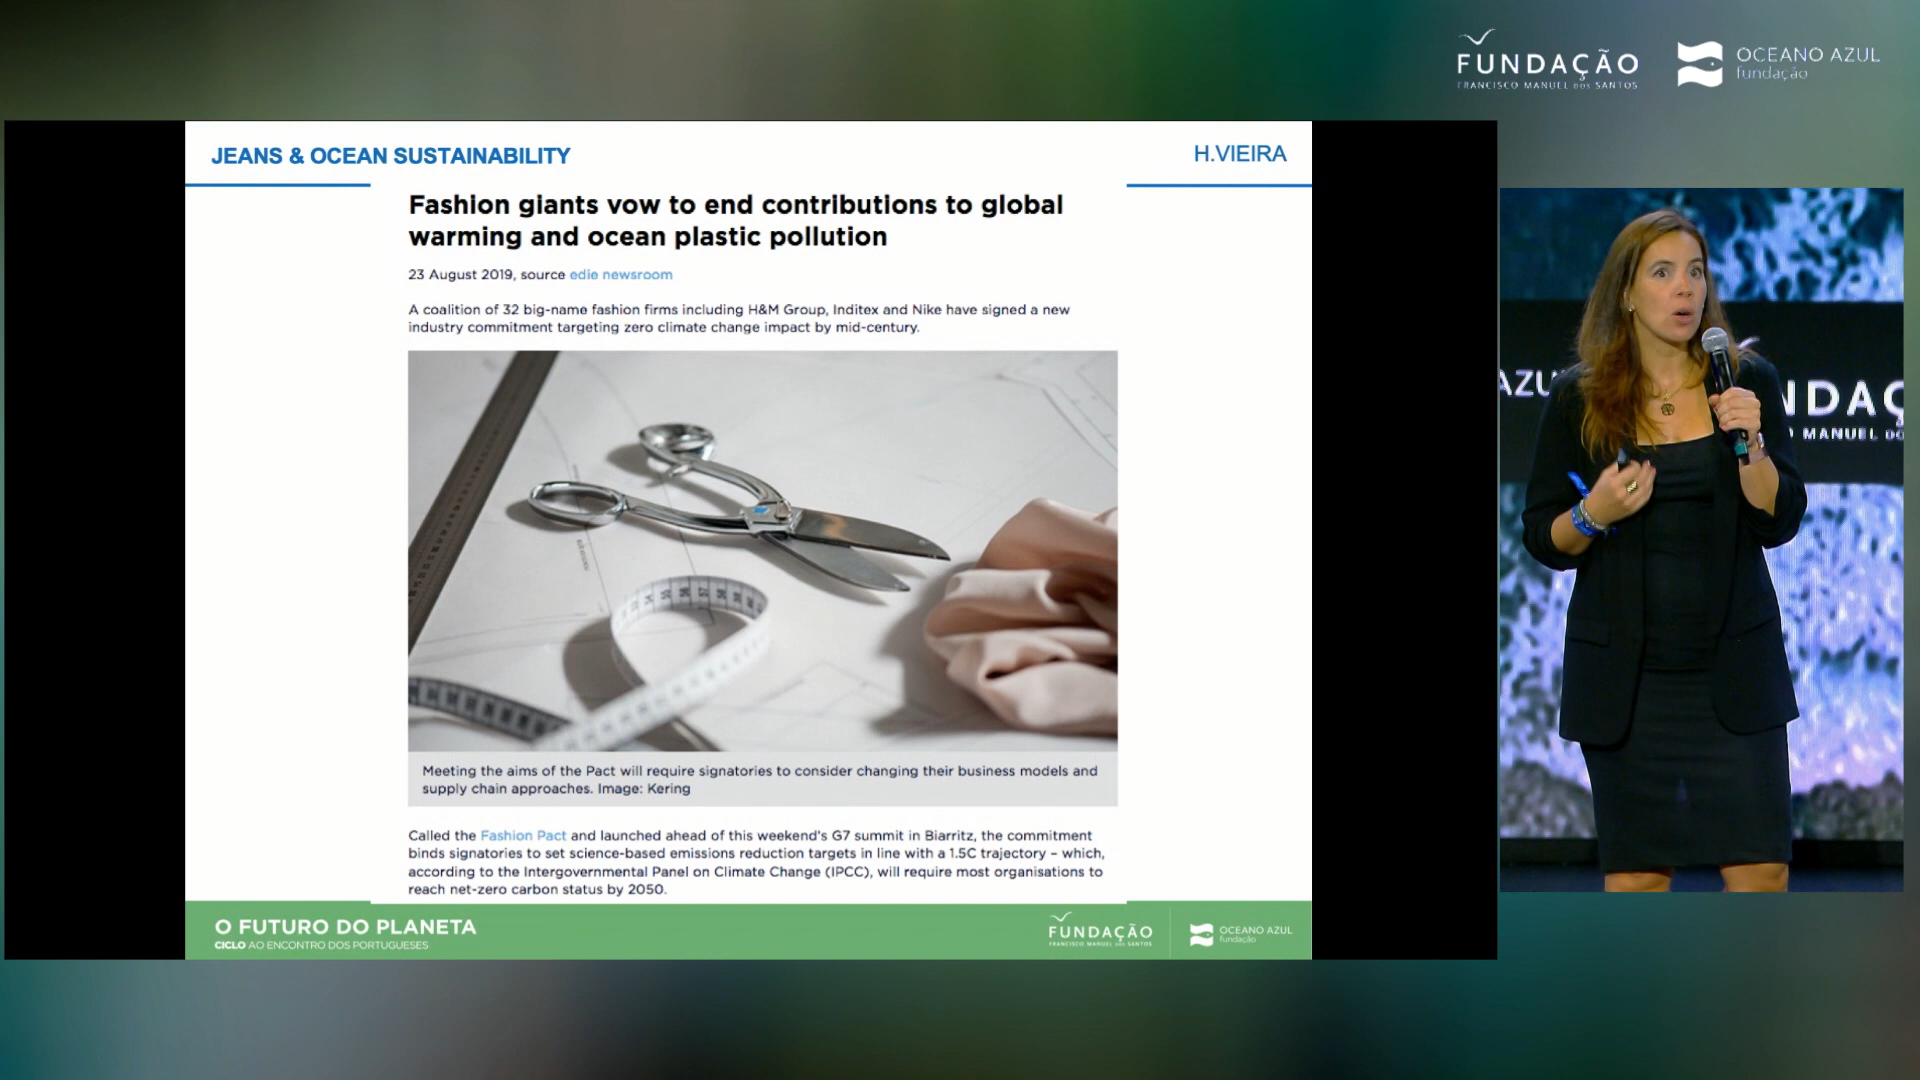 FUNDAÇÃO
FRANCISCO MANUEL DOS SANTOS
OCEANO AZUL
fundação
JEANS & OCEAN SUSTAINABILITY
H.VIEIRA
Fashion giants vow to end contributions to global
warming and ocean plastic pollution
23 August 2019, source edie newsroom
A coalition of 32 big-name fashion firms including H&M Group, Inditex and Nike have signed a new
industry commitment targeting zero climate change impact by mid-century.
Meeting the aims of the Pact will require signatories to consider changing their business models and
supply chain approaches. Image: Kering
Called the Fashion Pact and launched ahead of this weekend's G7 summit in Biarritz, the commitment
binds signatories to set science-based emissions reduction targets in line with a 1.5C trajectory – which,
according to the Intergovernmental Panel on Climate Change (IPCC), will require most organisations to
reach net-zero carbon status by 2050.
O FUTURO DO PLANETA
CICLO AO ENCONTRO DOS PORTUGUESES
FUNDAÇÃO
FRANCISCO MANUEL DOS SANTOS
OCEANO AZUL
fundação
AZU
NDAÇ
MANUEL DO